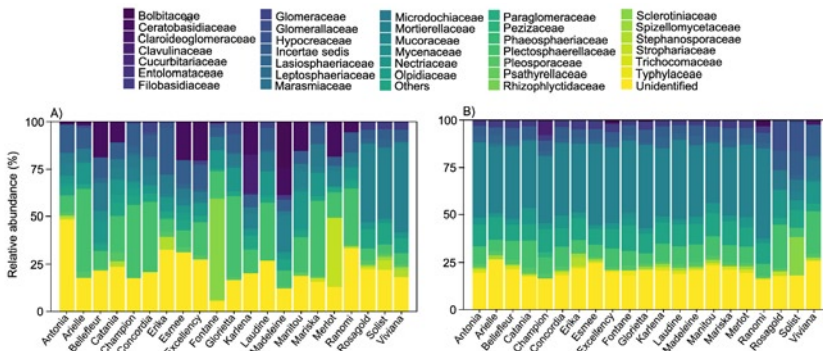 Bolbitaceae
Ceratobasidiaceae
Claroideoglomeraceae
Clavulinaceae
Cucurbitariaceae
Entolomataceae
Filobasidiaceae
Glomeraceae
Glomerallaceae
Hypocreaceae
Incertae sedis
Lasiosphaeriaceae
Leptosphaeriaceae
Marasmiaceae
Microdochiaceae
Mortierellaceae
Mucoraceae
Mycenaceae
Nectriaceae
Olpidiaceae
Others
Paraglomeraceae
Pezizaceae
Phaeosphaeriaceae
Plectosphaerellaceae
Pleosporaceae
Psathyrellaceae
Rhizophlyctidaceae
Sclerotiniaceae
Spizellomycetaceae
Stephanosporaceae
Strophariaceae
Trichocomaceae
Typhylaceae
Unidentified
A)
Relative abundance (%)
100
75
50
25
0
Antonia
Arielle
Bellefleur
Catania
Champion
Concordia
Erika
Esmee
Excellency
Fontane
Glorietta
Karlena
Laudine
Madeleine
Manitou
Mariska
Merlot
Ranomi
Rosagold
Solist
Viviana
B)
100
75
50
25
0
Antonia
Arielle
Bellefleur
Catania
Champion
Concordia
Erika
Esmee
Excellency
Fontane
Glorietta
Karlena
Laudine
Madeleine
Manitou
Mariska
Merlot
Ranomi
Rosagold
Solist
Viviana